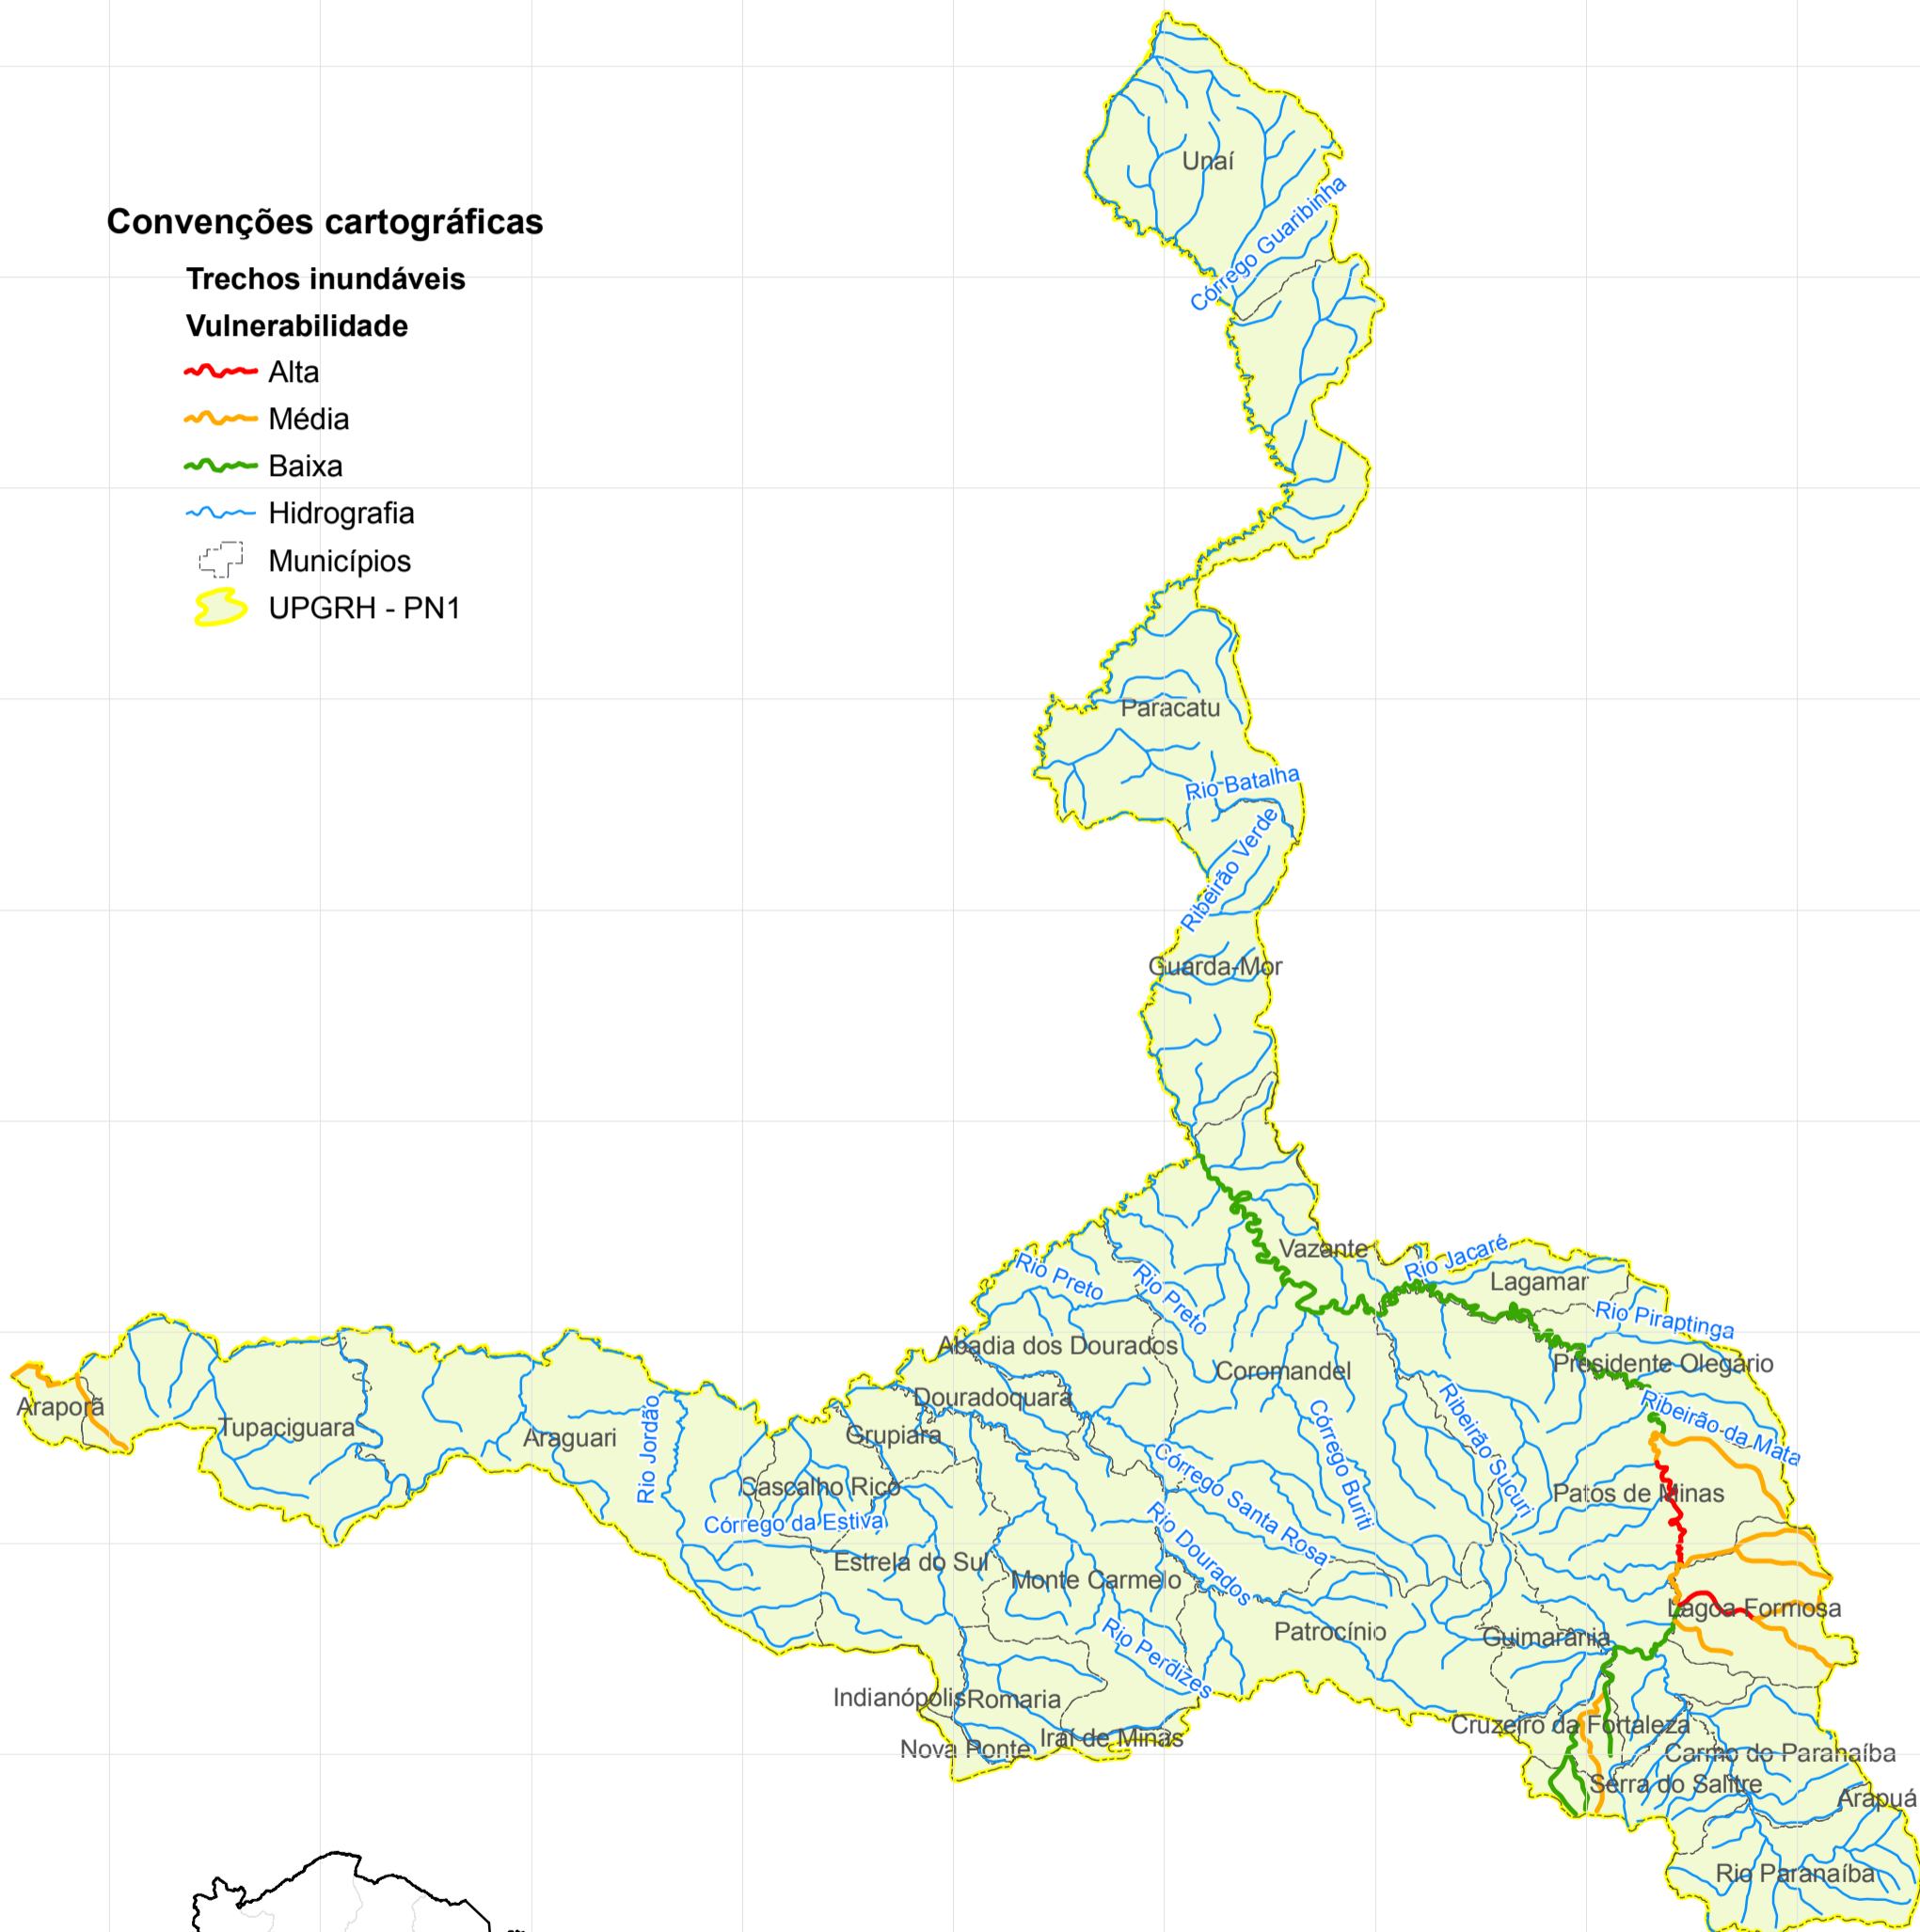 Unaí
Córrego Guaribinha
Convenções cartográficas
Trechos inundáveis
Vulnerabilidade
Alta
Média
Baixa
Hidrografia
Municípios
UPGRH - PN1
Paracatu
Rio Batalha
Ribeirão Verde
Guarda-Mor
Vazante
Rio Jacaré
Lagamar
Rio Preto
Rio Preto
Rio Piraptinga
Abadia dos Dourados
Coromandel
Presidente Olegário
Douradoquara
Araporã
Tupaciguara
Araguari
Rio Jordão
Grupiara
Córrego Buriti
Ribeirão Sucuri
Ribeirão da Mata
Cascalho Rico
Córrego Santa Rosa
Patos de Minas
Córrego da Estiva
Rio Dourados
Estrela do Sul
Monte Carmelo
Lagoa Formosa
Patrocínio
Guimarânia
Rio Perdizes
Indianópolis
Romaria
Cruzeiro da Fortaleza
Nova Ponte
Iraí de Minas
Carmo do Paranaíba
Serra do Salitre
Arapuá
Rio Paranaíba